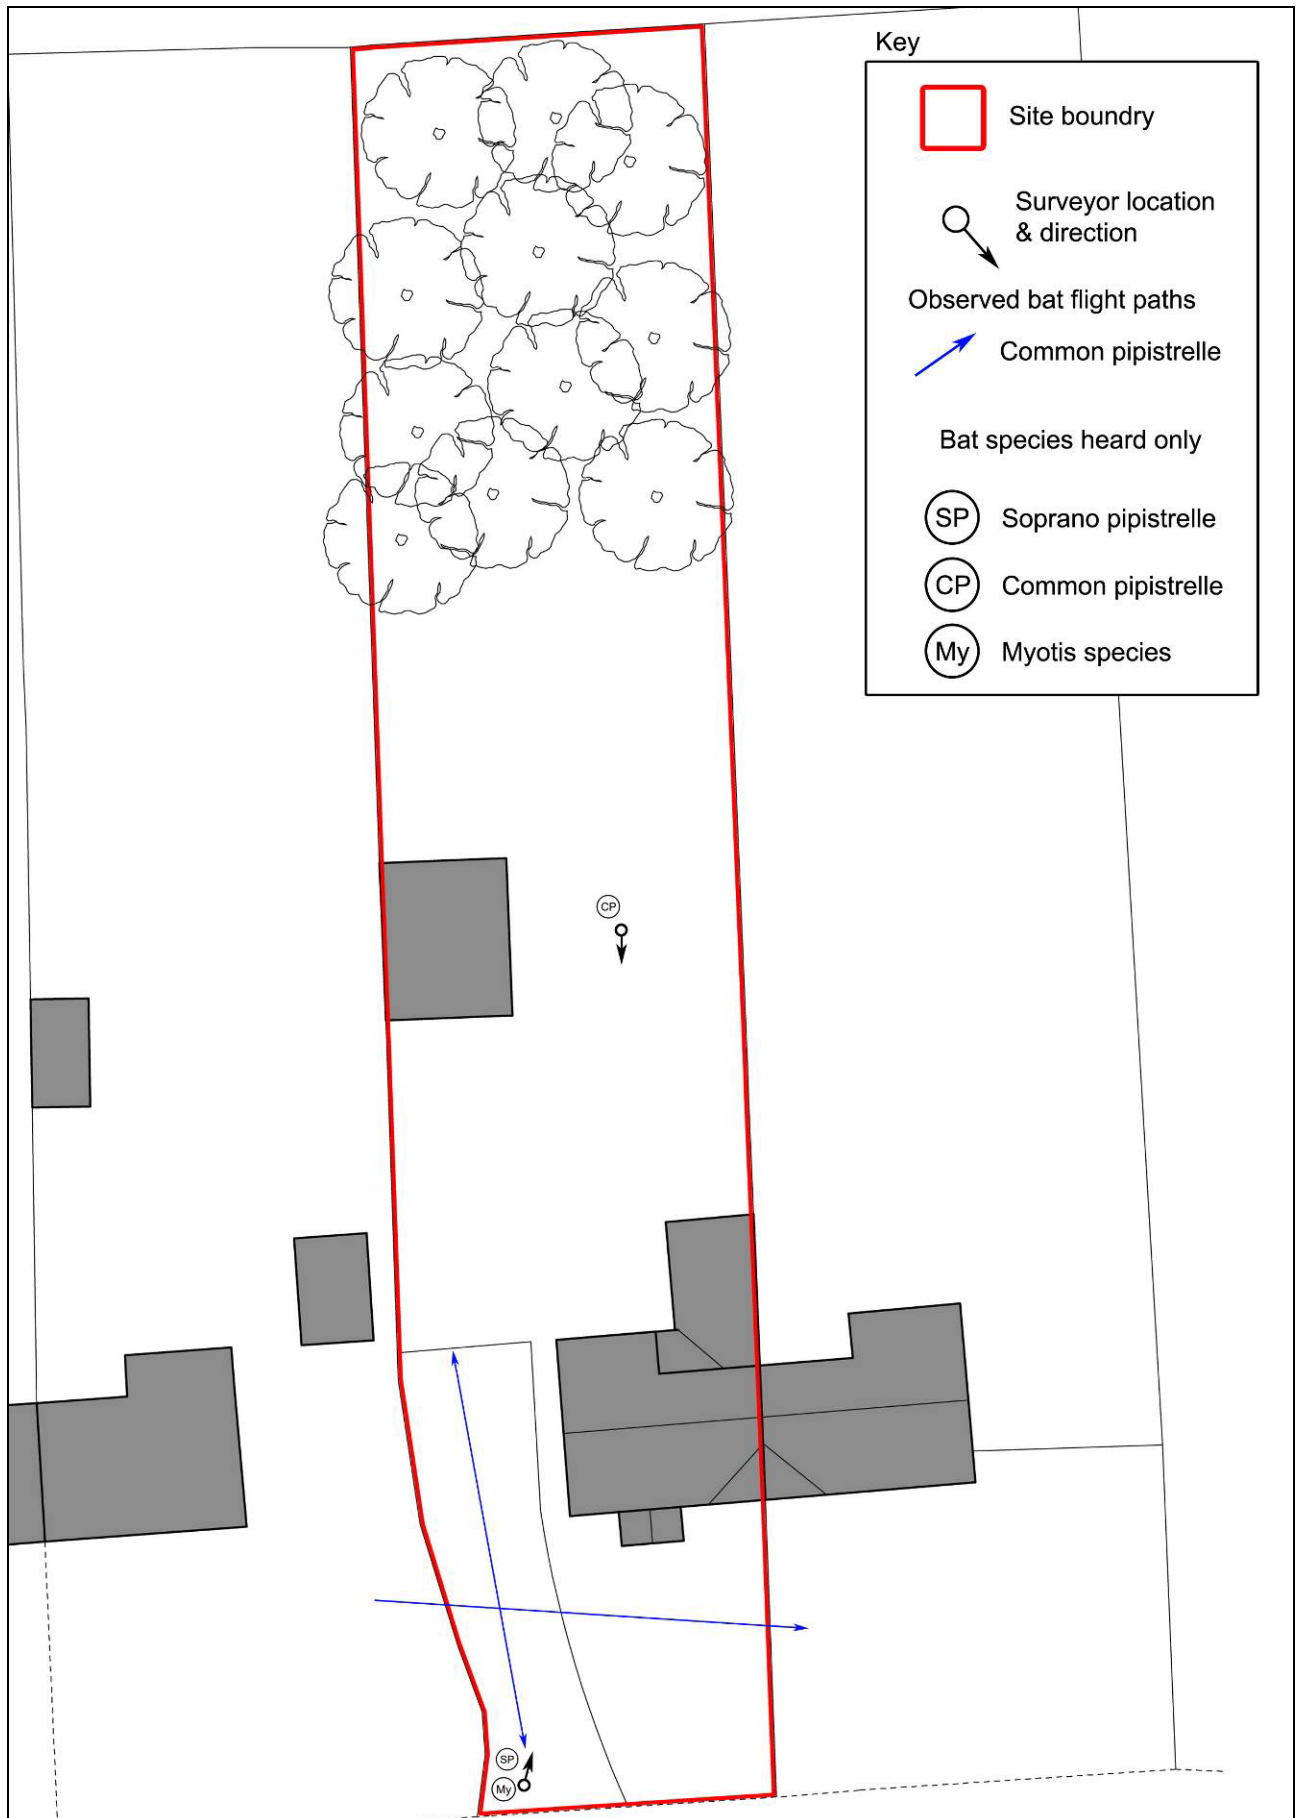 Key
Site boundry
Surveyor location
& direction
Observed bat flight paths
Common pipistrelle
Bat species heard only
SP Soprano pipistrelle
CP Common pipistrelle
My Myotis species
CP
SP
My